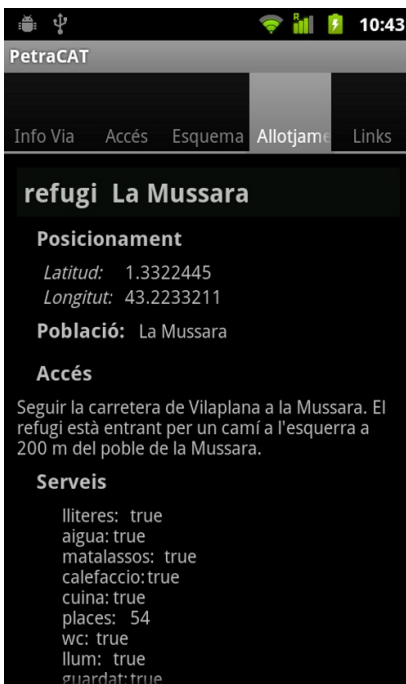 R
10:43
PetraCAT
Info Via Accés Esquema Allotjame Links
refugi La Mussara
Posicionament
Latitud: 1.3322445
Longitut: 43.2233211
Població: La Mussara
Accés
Seguir la carretera de Vilaplana a la Mussara. El
refugi està entrant per un camí a l'esquerra a
200 m del poble de la Mussara.
Serveis
lliteres: true
aigua: true
matalassos: true
calefaccio: true
cuina: true
places: 54
wc: true
llum: true
guardat: true